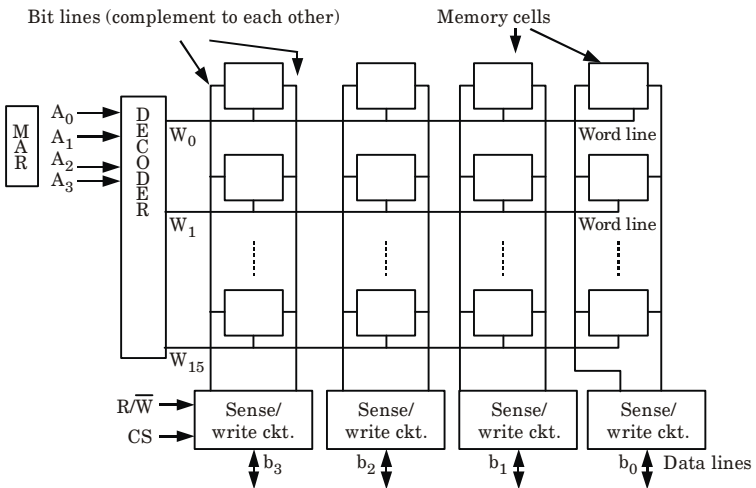 Bit lines (complement to each other)
Memory cells
MAR
A₀
A₁
A₂
A₃
DECODER
W₀
Word line
W₁
Word line
W₁₅
R/W̅
CS
Sense/
write ckt.
Sense/
write ckt.
Sense/
write ckt.
Sense/
write ckt.
b₃
b₂
b₁
b₀
Data lines